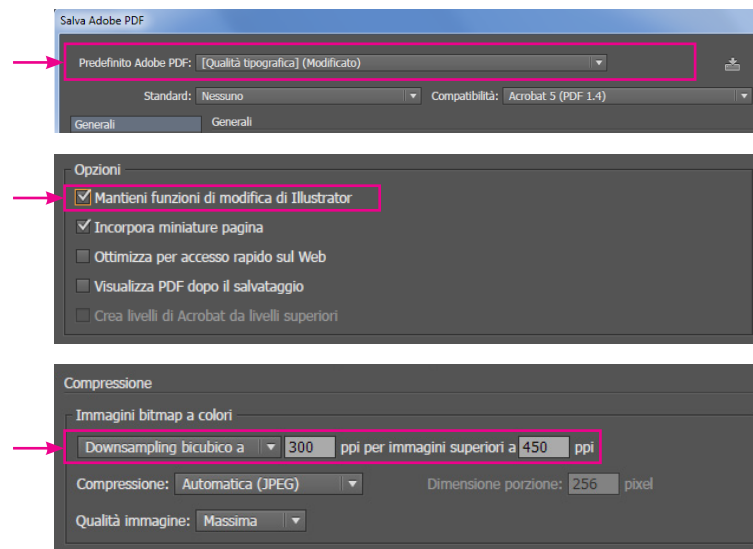 Salva Adobe PDF
Predefinito Adobe PDF: [Qualità tipografica] (Modificato)
Standard: Nessuno Compatibilità: Acrobat 5 (PDF 1.4)
Generali Generali
Opzioni
Mantieni funzioni di modifica di Illustrator
Incorpora miniature pagina
Ottimizza per accesso rapido sul Web
Visualizza PDF dopo il salvataggio
Crea livelli di Acrobat da livelli superiori
Compressione
Immagini bitmap a colori
Downsampling bicubico a 300 ppi per immagini superiori a 450 ppi
Compressione: Automatica (JPEG) Dimensione porzione: 256 pixel
Qualità immagine: Massima